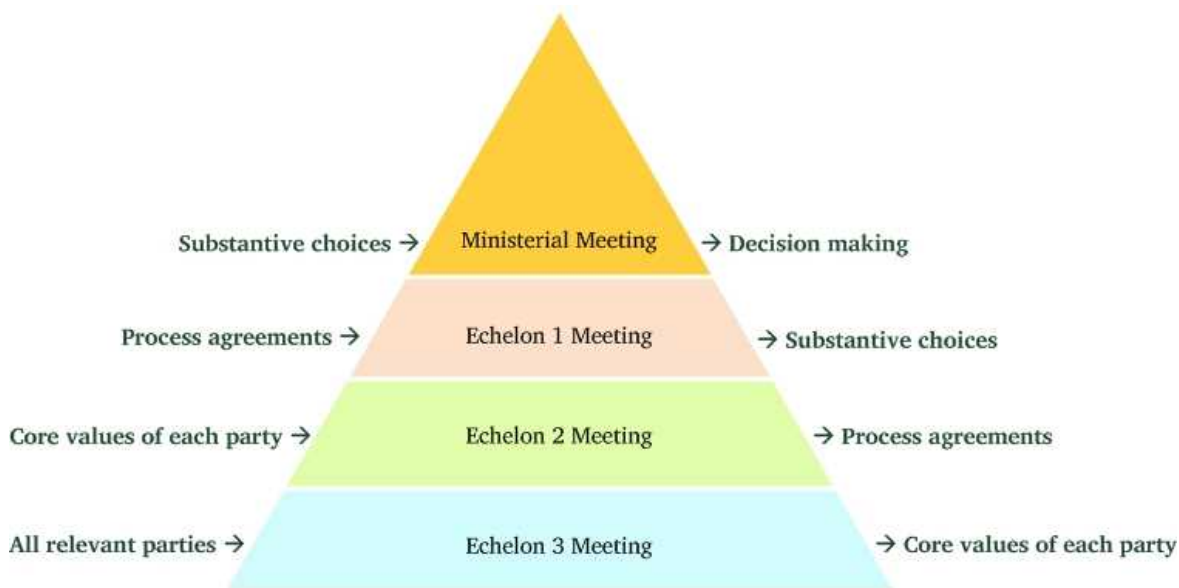 Substantive choices → Ministerial Meeting → Decision making
Process agreements → Echelon 1 Meeting → Substantive choices
Core values of each party → Echelon 2 Meeting → Process agreements
All relevant parties → Echelon 3 Meeting → Core values of each party